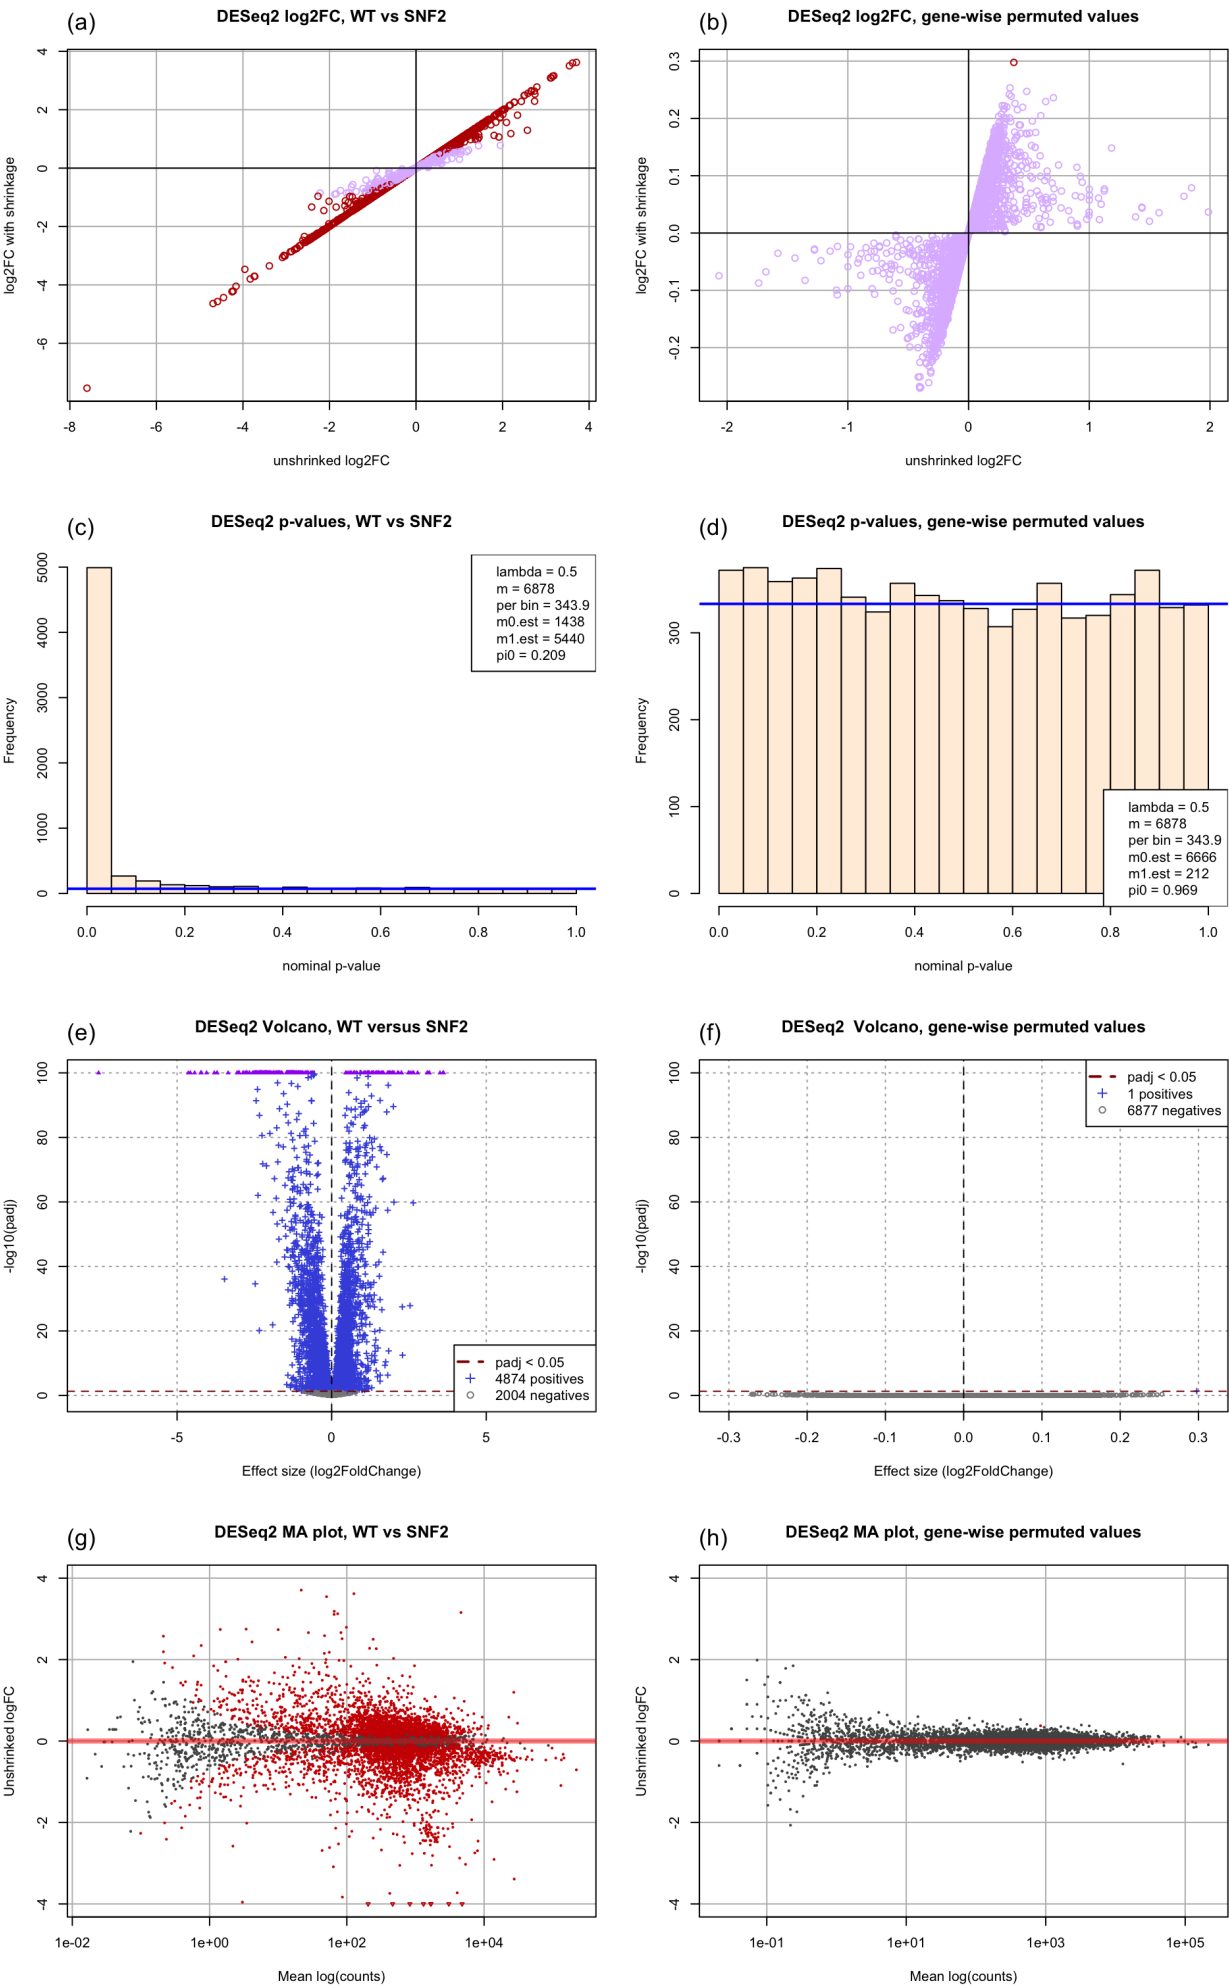 (a)
DESeq2 log2FC, WT vs SNF2
4
2
0
-2
-4
-6
log2FC with shrinkage
-8
-6
-4
-2
0
2
4
unshrinked log2FC
(b)
DESeq2 log2FC, gene-wise permuted values
0.3
0.2
0.1
0.0
-0.1
-0.2
log2FC with shrinkage
-2
-1
0
1
2
unshrinked log2FC
(c)
DESeq2 p-values, WT vs SNF2
5000
4000
3000
2000
1000
0
Frequency
lambda = 0.5
m = 6878
per bin = 343.9
m0.est = 1438
m1.est = 5440
pi0 = 0.209
0.0
0.2
0.4
0.6
0.8
1.0
nominal p-value
(d)
DESeq2 p-values, gene-wise permuted values
300
200
100
0
Frequency
lambda = 0.5
m = 6878
per bin = 343.9
m0.est = 6666
m1.est = 212
pi0 = 0.969
0.0
0.2
0.4
0.6
0.8
1.0
nominal p-value
(e)
DESeq2 Volcano, WT versus SNF2
100
80
60
40
20
0
-log10(padj)
padj < 0.05
4874 positives
2004 negatives
-5
0
5
Effect size (log2FoldChange)
(f)
DESeq2  Volcano, gene-wise permuted values
100
80
60
40
20
0
-log10(padj)
padj < 0.05
1 positives
6877 negatives
-0.3
-0.2
-0.1
0.0
0.1
0.2
0.3
Effect size (log2FoldChange)
(g)
DESeq2 MA plot, WT vs SNF2
4
2
0
-2
-4
Unshrinked logFC
1e-02
1e+00
1e+02
1e+04
Mean log(counts)
(h)
DESeq2 MA plot, gene-wise permuted values
4
2
0
-2
-4
Unshrinked logFC
1e-01
1e+01
1e+03
1e+05
Mean log(counts)